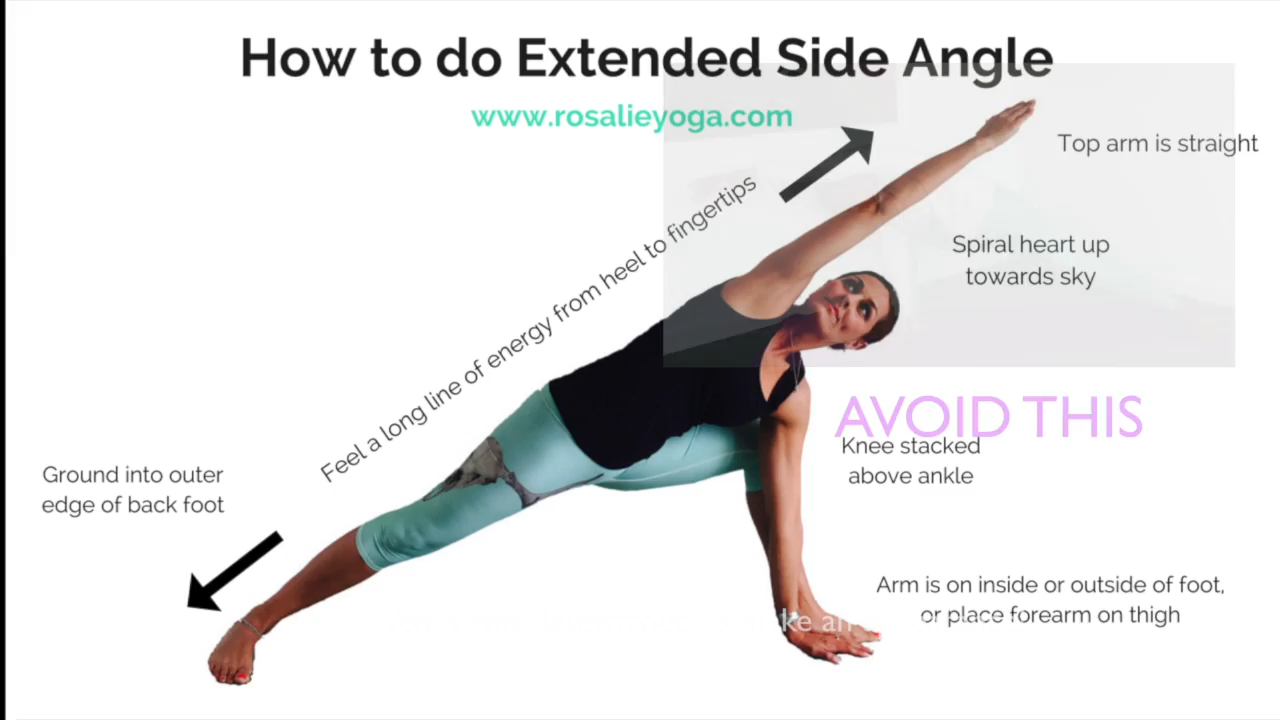 How to do Extended Side Angle
www.rosalieyoga.com
Top arm is straight
Feel a long line of energy from heel to fingertips
Spiral heart up
towards sky
AVOID THIS
Knee stacked
above ankle
Ground into outer
edge of back foot
Arm is on inside or outside of foot,
or place forearm on thigh